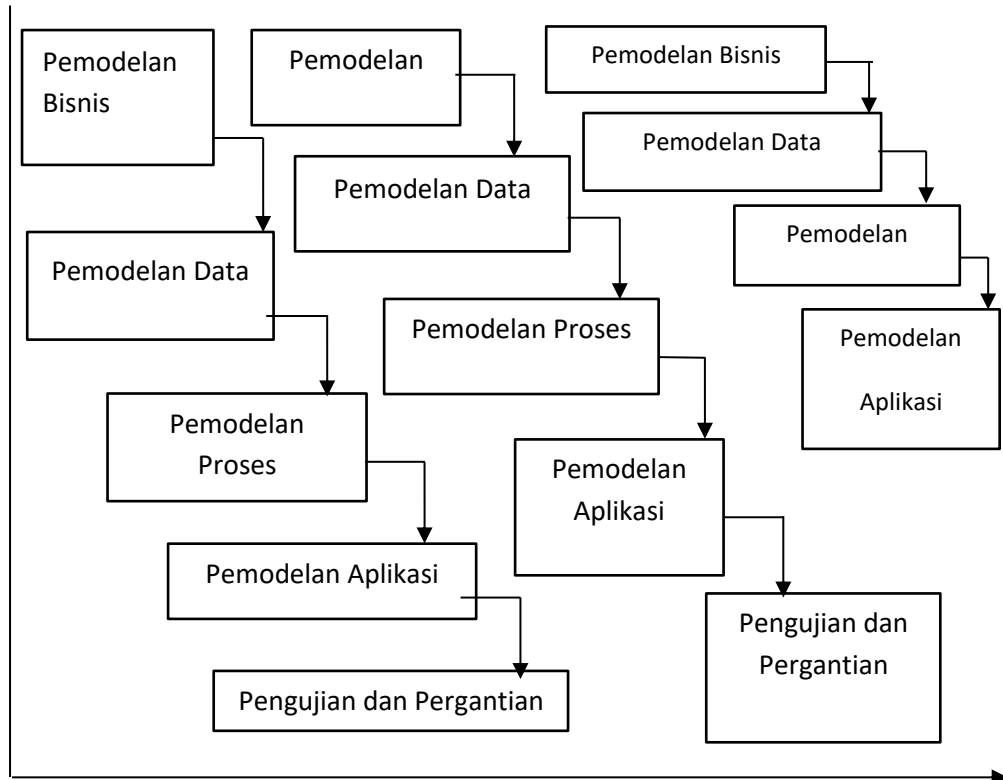 Pemodelan
Bisnis
Pemodelan Data
Pemodelan
Proses
Pemodelan Aplikasi
Pengujian dan Pergantian
Pemodelan
Pemodelan Data
Pemodelan Proses
Pemodelan
Aplikasi
Pengujian dan
Pergantian
Pemodelan Bisnis
Pemodelan Data
Pemodelan
Pemodelan
Aplikasi